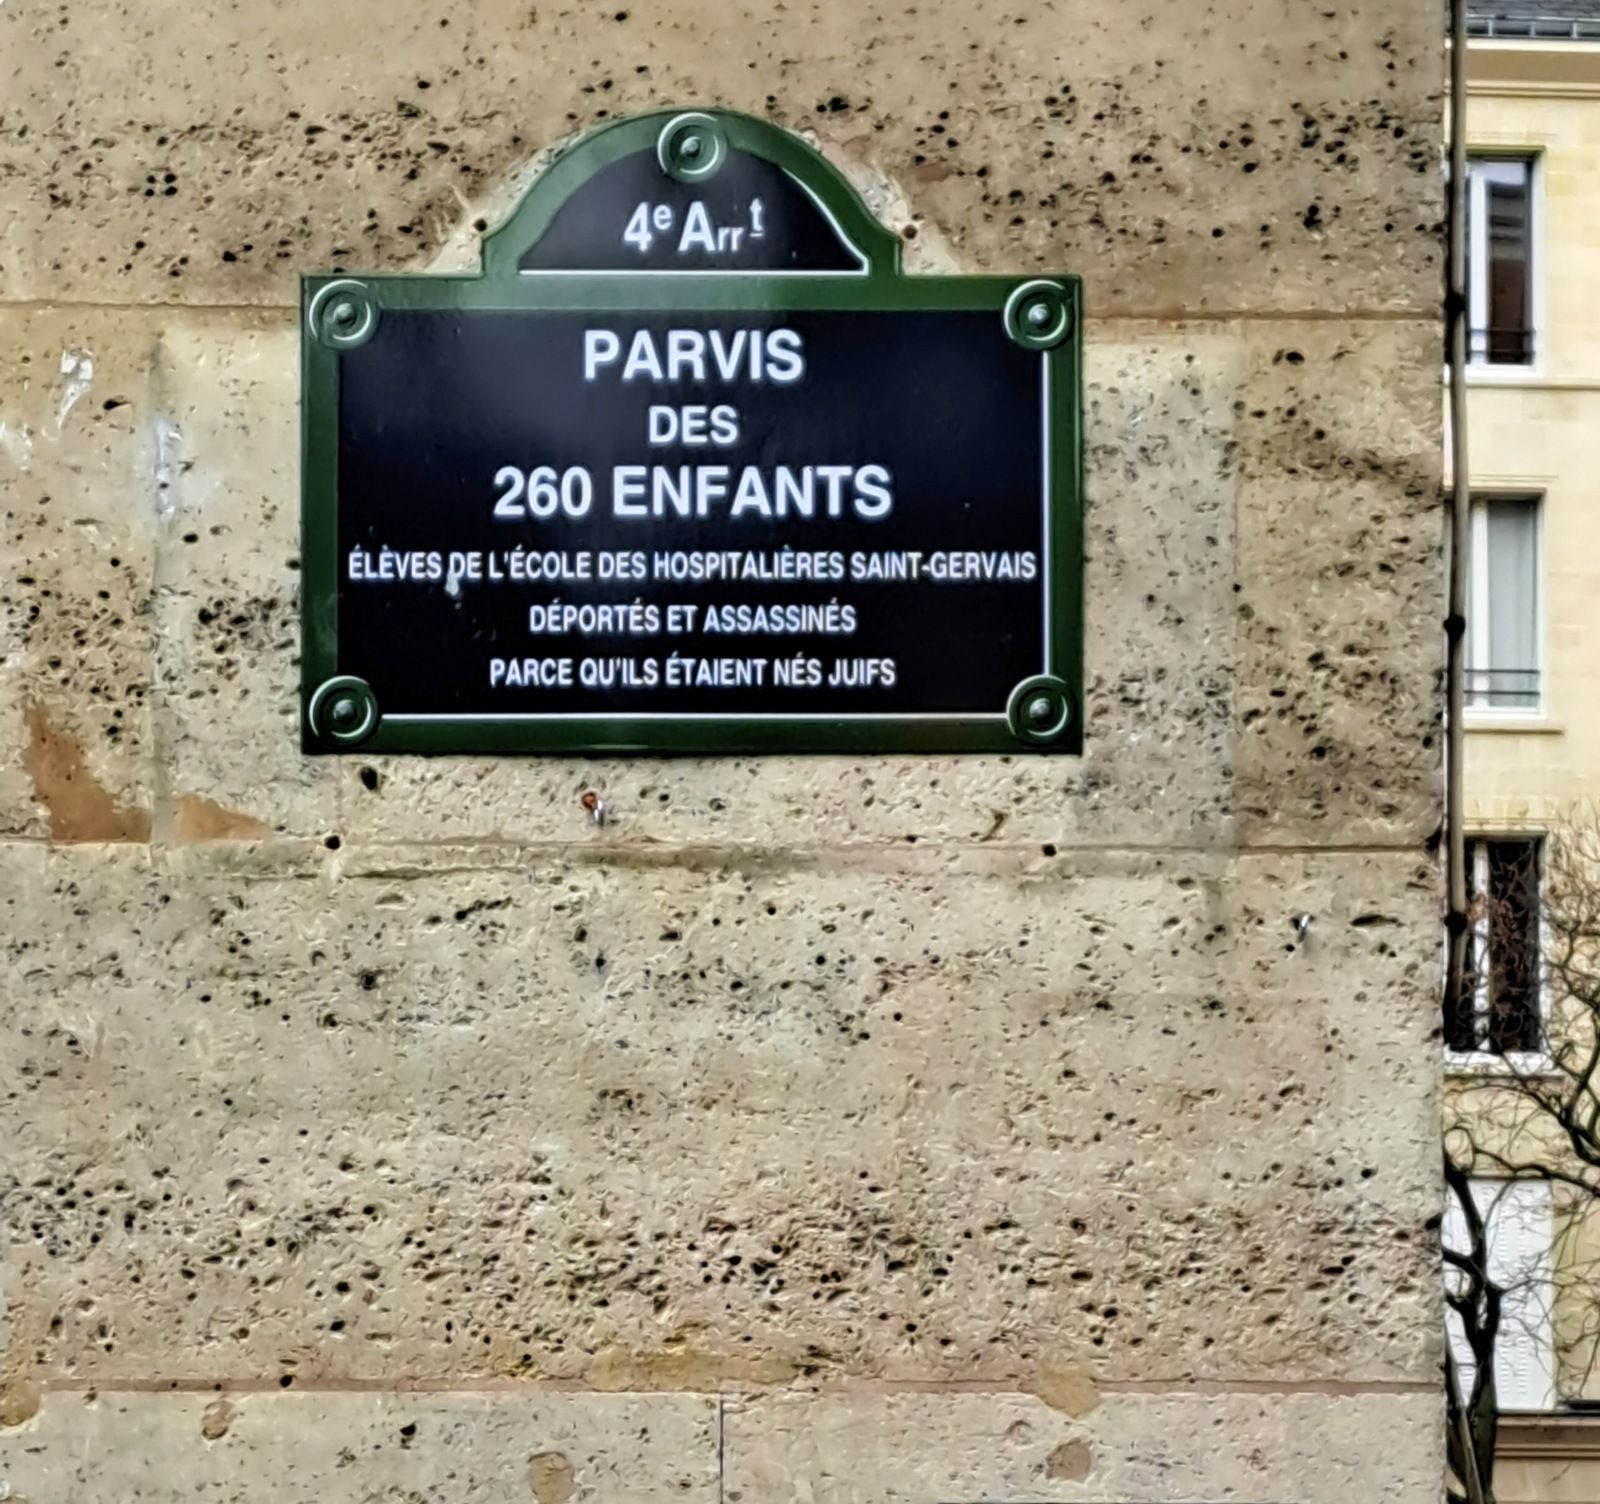 4e Arrt
PARVIS
DES
260 ENFANTS
ÉLÈVES DE L'ÉCOLE DES HOSPITALIÈRES SAINT-GERVAIS
DÉPORTÉS ET ASSASSINÉS
PARCE QU'ILS ÉTAIENT NÉS JUIFS